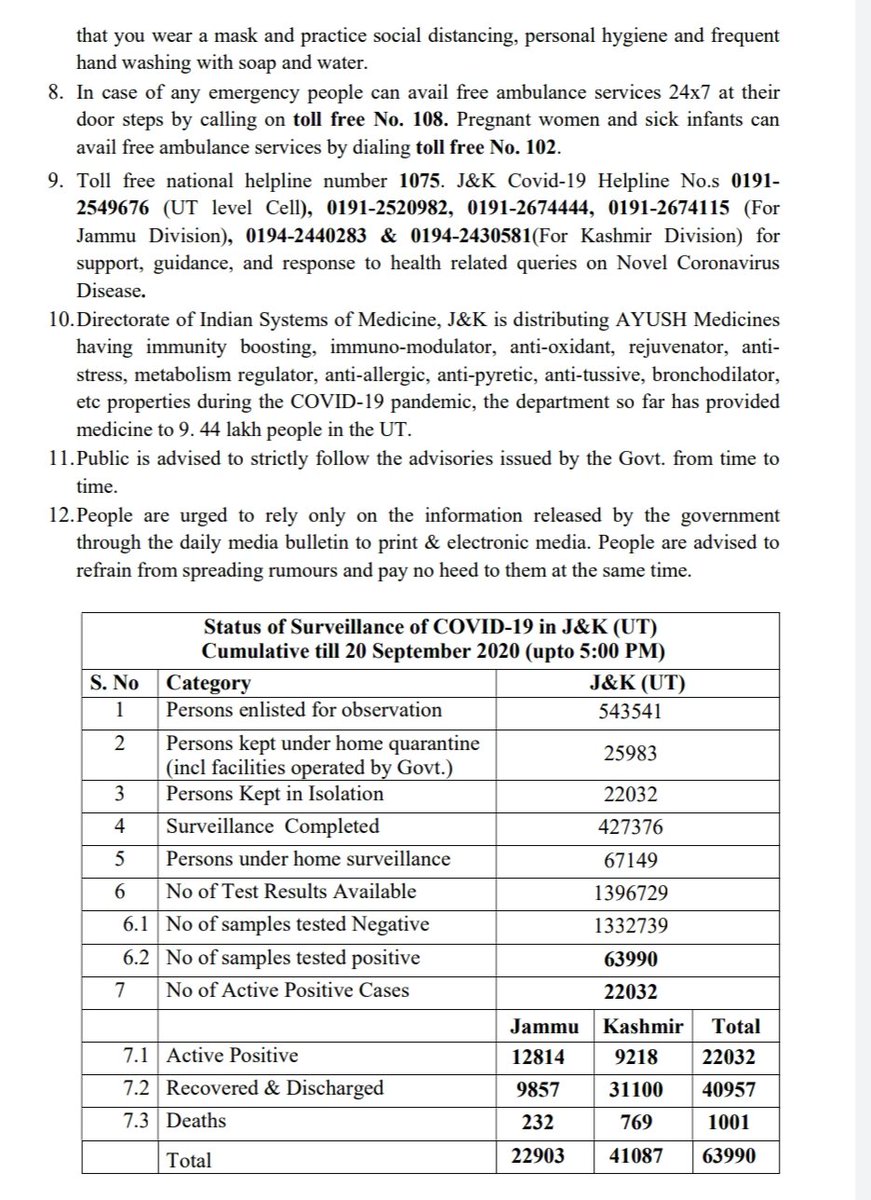 that you wear a mask and practice social distancing, personal hygiene and frequent
hand washing with soap and water.
8. In case of any emergency people can avail free ambulance services 24x7 at their
door steps by calling on toll free No. 108. Pregnant women and sick infants can
avail free ambulance services by dialing toll free No. 102.
9. Toll free national helpline number 1075. J&K Covid-19 Helpline No.s 0191-
2549676 (UT level Cell), 0191-2520982, 0191-2674444, 0191-2674115 (For
Jammu Division), 0194-2440283 & 0194-2430581(For Kashmir Division) for
support, guidance, and response to health related queries on Novel Coronavirus
Disease.
10.Directorate of Indian Systems of Medicine, J&K is distributing AYUSH Medicines
having immunity boosting, immuno-modulator, anti-oxidant, rejuvenator, anti-
stress, metabolism regulator, anti-allergic, anti-pyretic, anti-tussive, bronchodilator,
etc properties during the COVID-19 pandemic, the department so far has provided
medicine to 9. 44 lakh people in the UT.
11.Public is advised to strictly follow the advisories issued by the Govt. from time to
time.
12.People are urged to rely only on the information released by the government
through the daily media bulletin to print & electronic media. People are advised to
refrain from spreading rumours and pay no heed to them at the same time.
Status of Surveillance of COVID-19 in J&K (UT)
Cumulative till 20 September 2020 (upto 5:00 PM)
S. No Category J&K (UT)
1 Persons enlisted for observation 543541
2 Persons kept under home quarantine
(incl facilities operated by Govt.) 25983
3 Persons Kept in Isolation 22032
4 Surveillance Completed 427376
5 Persons under home surveillance 67149
6 No of Test Results Available 1396729
6.1 No of samples tested Negative 1332739
6.2 No of samples tested positive 63990
7 No of Active Positive Cases 22032
Jammu Kashmir Total
7.1 Active Positive 12814 9218 22032
7.2 Recovered & Discharged 9857 31100 40957
7.3 Deaths 232 769 1001
Total 22903 41087 63990